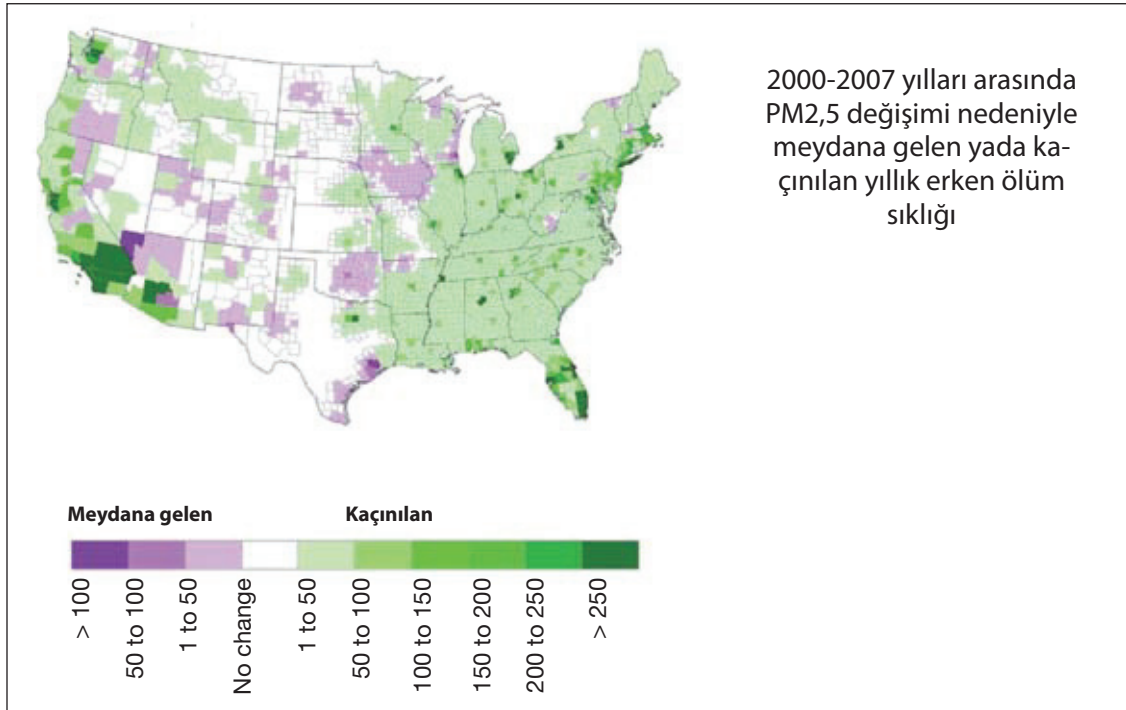 2000-2007 yılları arasında
PM2,5 değişimi nedeniyle
meydana gelen yada ka-
çınılan yıllık erken ölüm
sıklığı
Meydana gelen
Kaçınılan
> 100
50 to 100
1 to 50
No change
1 to 50
50 to 100
100 to 150
150 to 200
200 to 250
> 250